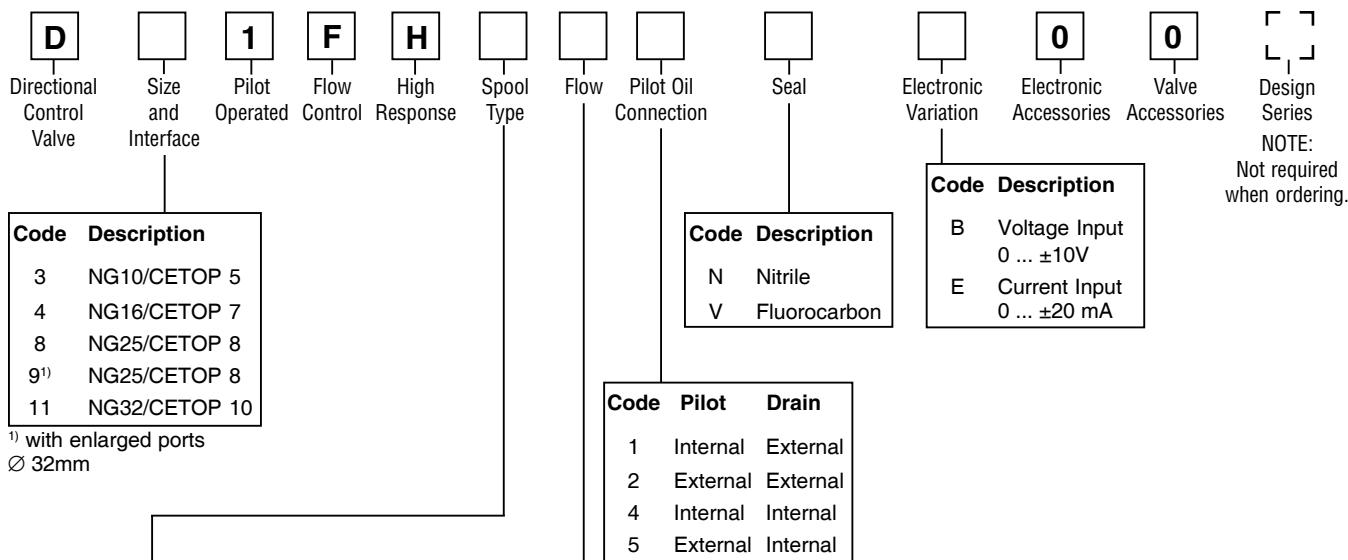 D 1 F H 0 0
Directional Control Valve
Size and Interface
Pilot Operated
Flow Control
High Response
Spool Type
Flow
Pilot Oil Connection
Seal
Electronic Variation
Electronic Accessories
Valve Accessories
Design Series
NOTE:
Not required
when ordering.
Code Description
3 NG10/CETOP 5
4 NG16/CETOP 7
8 NG25/CETOP 8
9¹⁾ NG25/CETOP 8
11 NG32/CETOP 10
¹⁾ with enlarged ports
∅ 32mm
Code Pilot Drain
1 Internal External
2 External External
4 Internal Internal
5 External Internal
Code Description
N Nitrile
V Fluorocarbon
Code Description
B Voltage Input
0 ... ±10V
E Current Input
0 ... ±20 mA